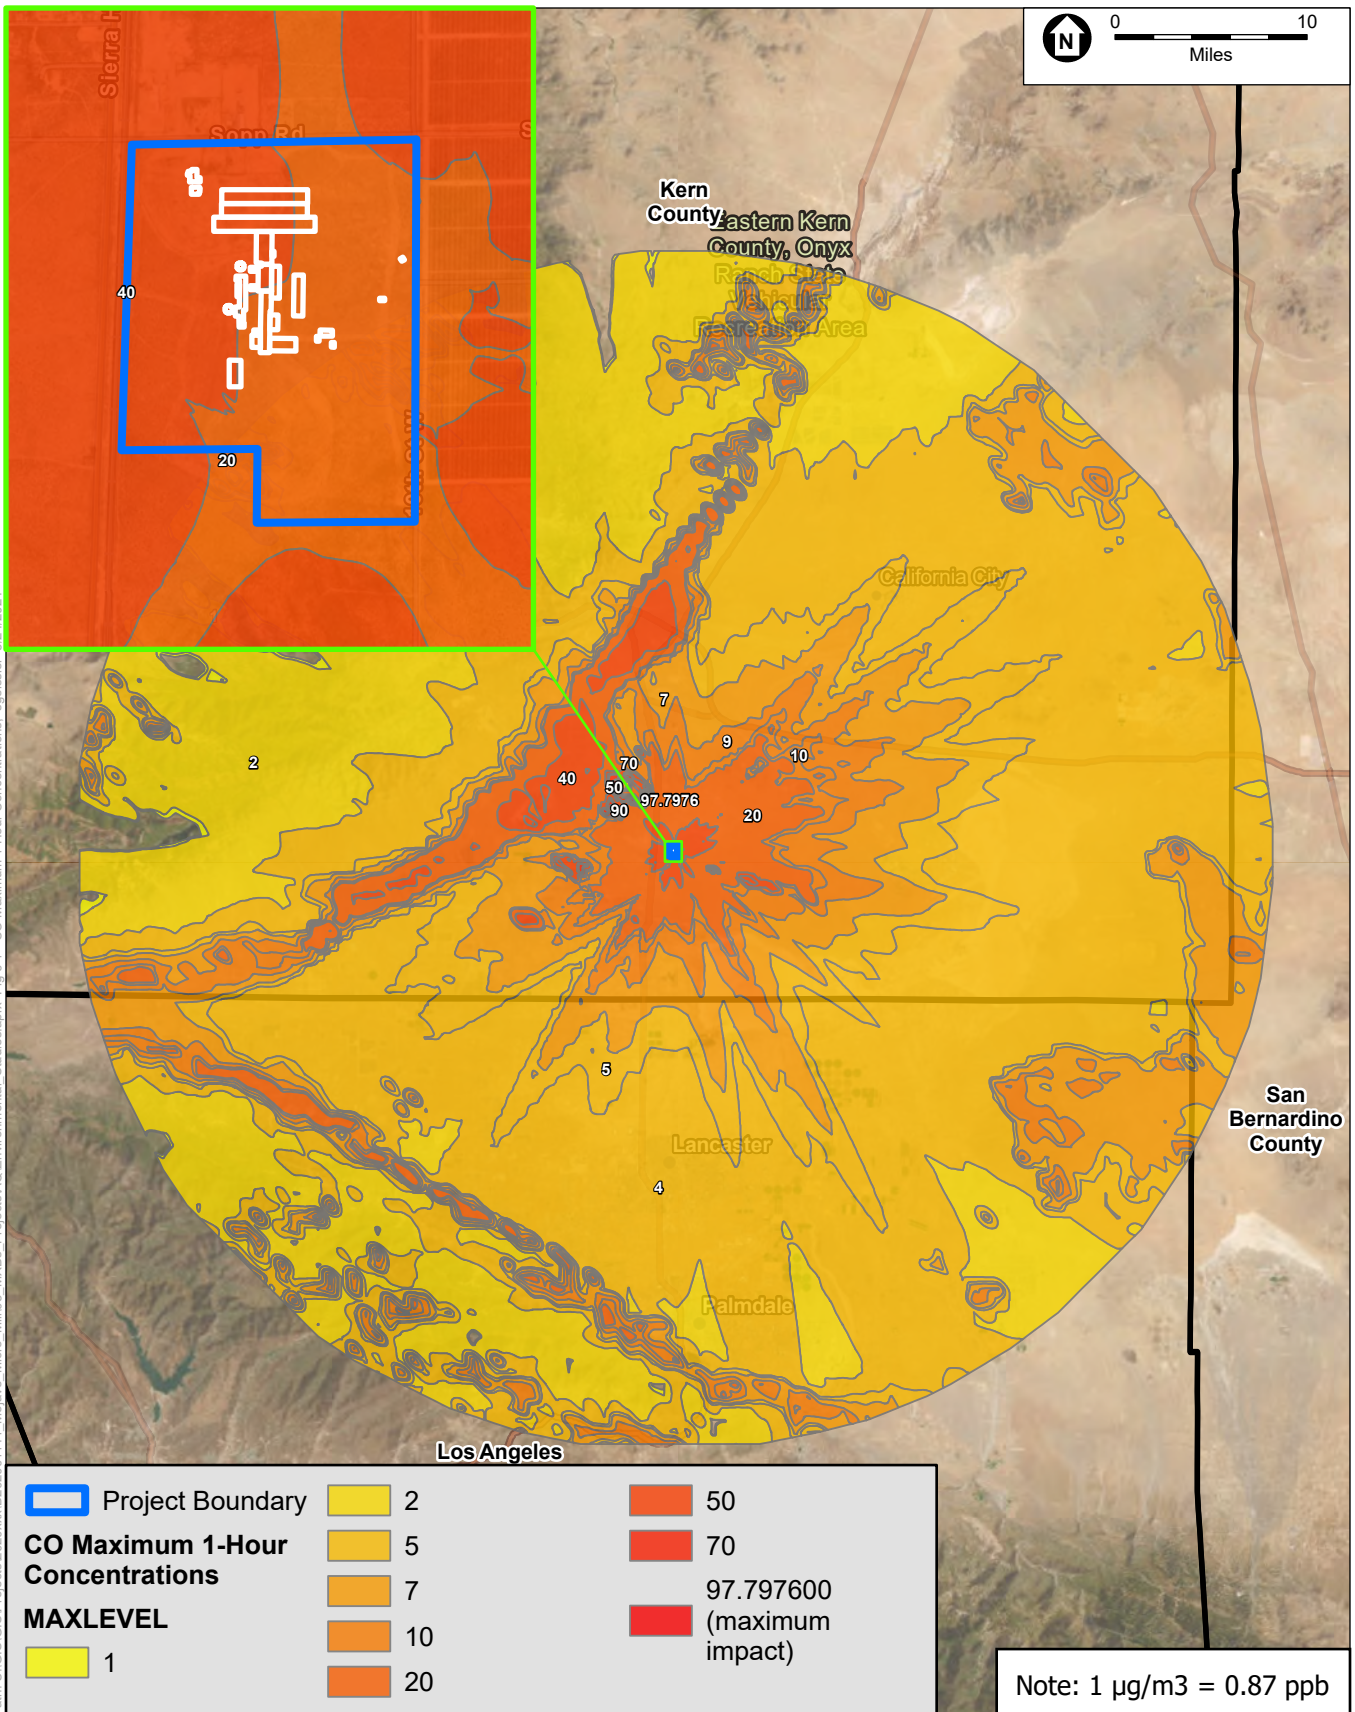 Sierra H
Sopp Rd
S
40
20
40th St W
N
0 10
Miles
Kern
County
Eastern Kern
County, Onyx
Ranch State
Vehicular
Recreation Area
California City
7
2
9
10
70
40
50
97.7976
90
20
5
San
Bernardino
County
Lancaster
4
Palmdale
Los Angeles
Project Boundary
CO Maximum 1-Hour
Concentrations
MAXLEVEL
1
2
5
7
10
20
50
70
97.797600
(maximum
impact)
Note: 1 µg/m3 = 0.87 ppb